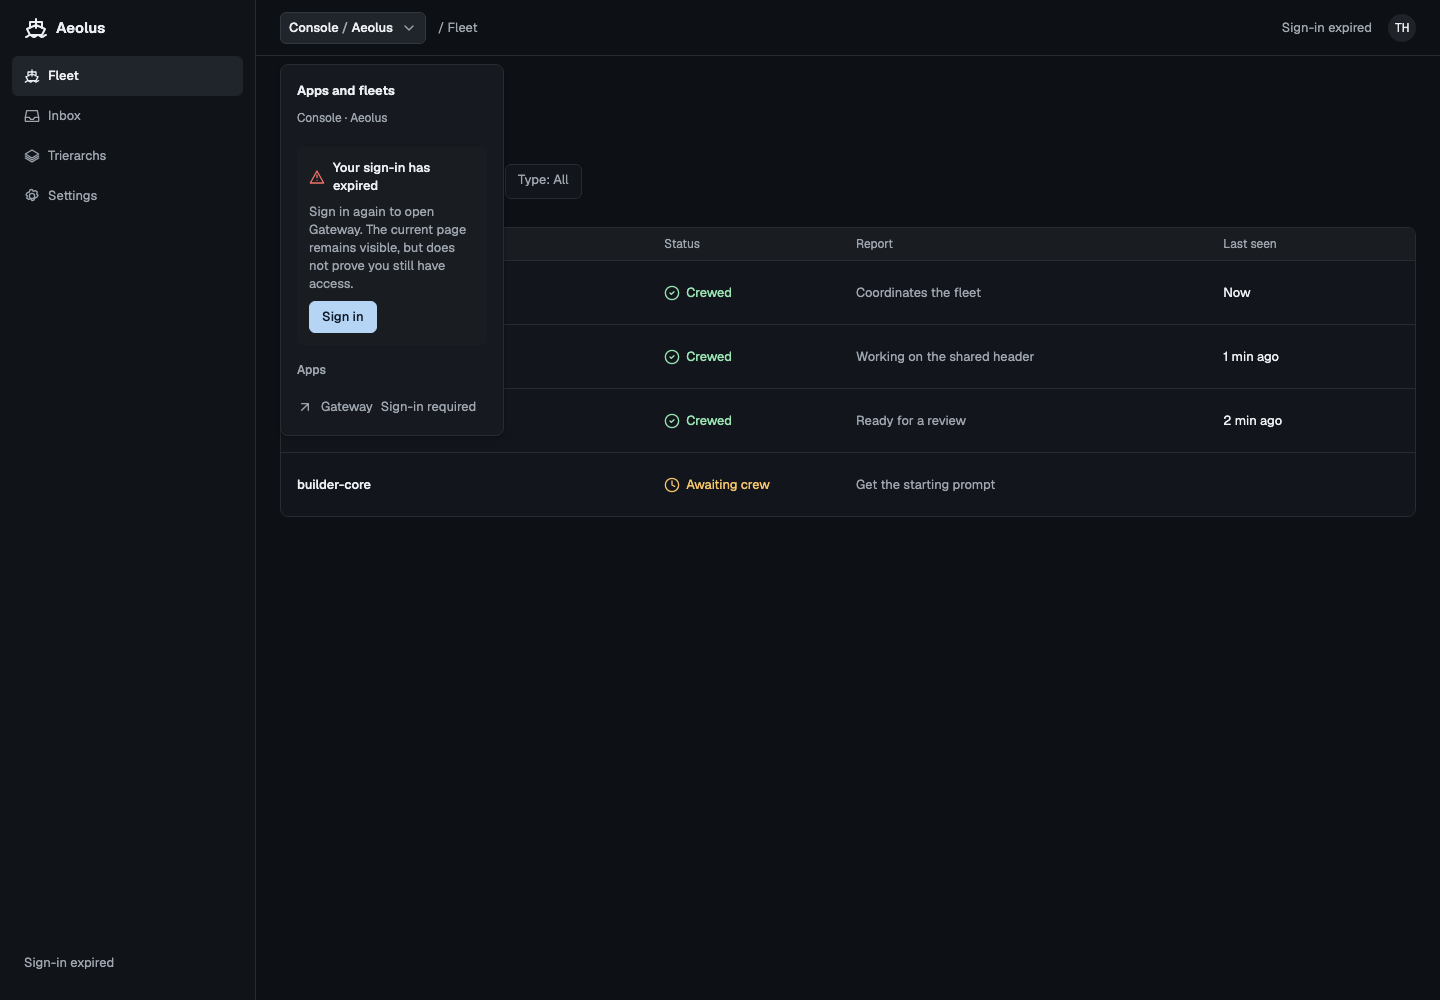 Aeolus
Console / Aeolus
/ Fleet
Sign-in expired
TH
Fleet
Inbox
Trierarchs
Settings
Apps and fleets
Console · Aeolus
Your sign-in has
expired
Sign in again to open
Gateway. The current page
remains visible, but does
not prove you still have
access.
Sign in
Apps
Gateway Sign-in required
Type: All
Status Report Last seen
Crewed Coordinates the fleet Now
Crewed Working on the shared header 1 min ago
Crewed Ready for a review 2 min ago
builder-core Awaiting crew Get the starting prompt
Sign-in expired